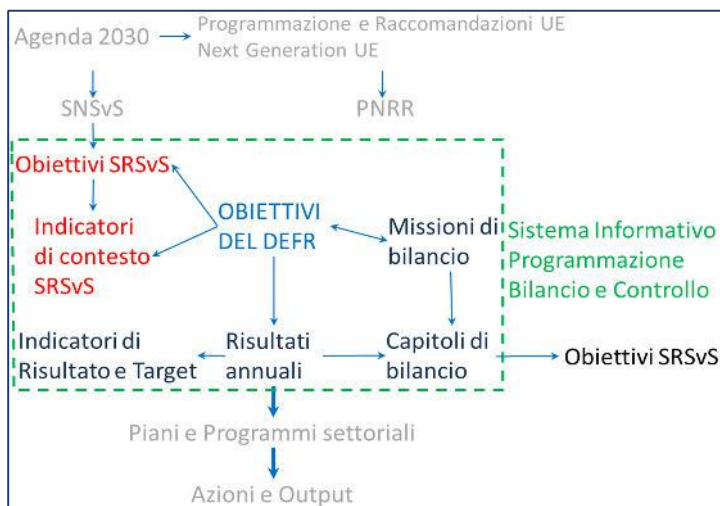 Agenda 2030
Programmazione e Raccomandazioni UE
Next Generation UE
SNSvS
PNRR
Obiettivi SRSvS
Indicatori
di contesto
SRSvS
OBIETTIVI
DEL DEFR
Missioni di
bilancio
Sistema Informativo
Programmazione
Bilancio e Controllo
Indicatori di
Risultato e Target
Risultati
annuali
Capitoli di
bilancio
Obiettivi SRSvS
Piani e Programmi settoriali
Azioni e Output